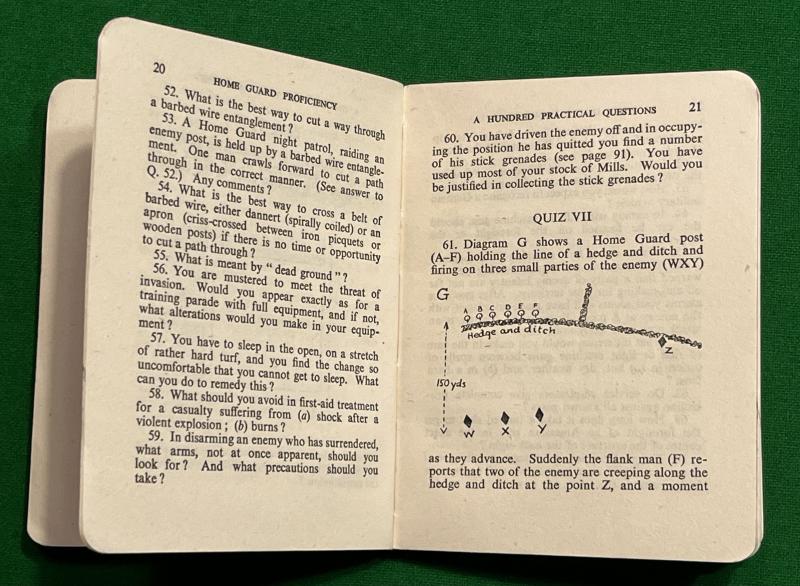 20
HOME GUARD PROFICIENCY
52. What is the best way to cut a way through
a barbed wire entanglement?
53. A Home Guard night patrol, raiding an
enemy post, is held up by a barbed wire entangle-
ment. One man crawls forward to cut a path
through in the correct manner. (See answer to
Q. 52.) Any comments?
54. What is the best way to cross a belt of
barbed wire, either dannert (spirally coiled) or an
apron (criss-crossed between iron picquets or
wooden posts) if there is no time or opportunity
to cut a path through?
55. What is meant by “ dead ground ”?
56. You are mustered to meet the threat of
invasion. Would you appear exactly as for a
training parade with full equipment, and if not,
what alterations would you make in your equip-
ment?
57. You have to sleep in the open, on a stretch
of rather hard turf, and you find the change so
uncomfortable that you cannot get to sleep. What
can you do to remedy this?
58. What should you avoid in first-aid treatment
for a casualty suffering from (a) shock after a
violent explosion; (b) burns?
59. In disarming an enemy who has surrendered,
what arms, not at once apparent, should you
look for? And what precautions should you
take?
A HUNDRED PRACTICAL QUESTIONS
21
60. You have driven the enemy off and in occupy-
ing the position he has quitted you find a number
of his stick grenades (see page 91). You have
used up most of your stock of Mills. Would you
be justified in collecting the stick grenades?
QUIZ VII
61. Diagram G shows a Home Guard post
(A–F) holding the line of a hedge and ditch and
firing on three small parties of the enemy (WXY)
G
A B C D E F
Hedge and ditch
Z
150 yds
W X Y
as they advance. Suddenly the flank man (F) re-
ports that two of the enemy are creeping along the
hedge and ditch at the point Z, and a moment